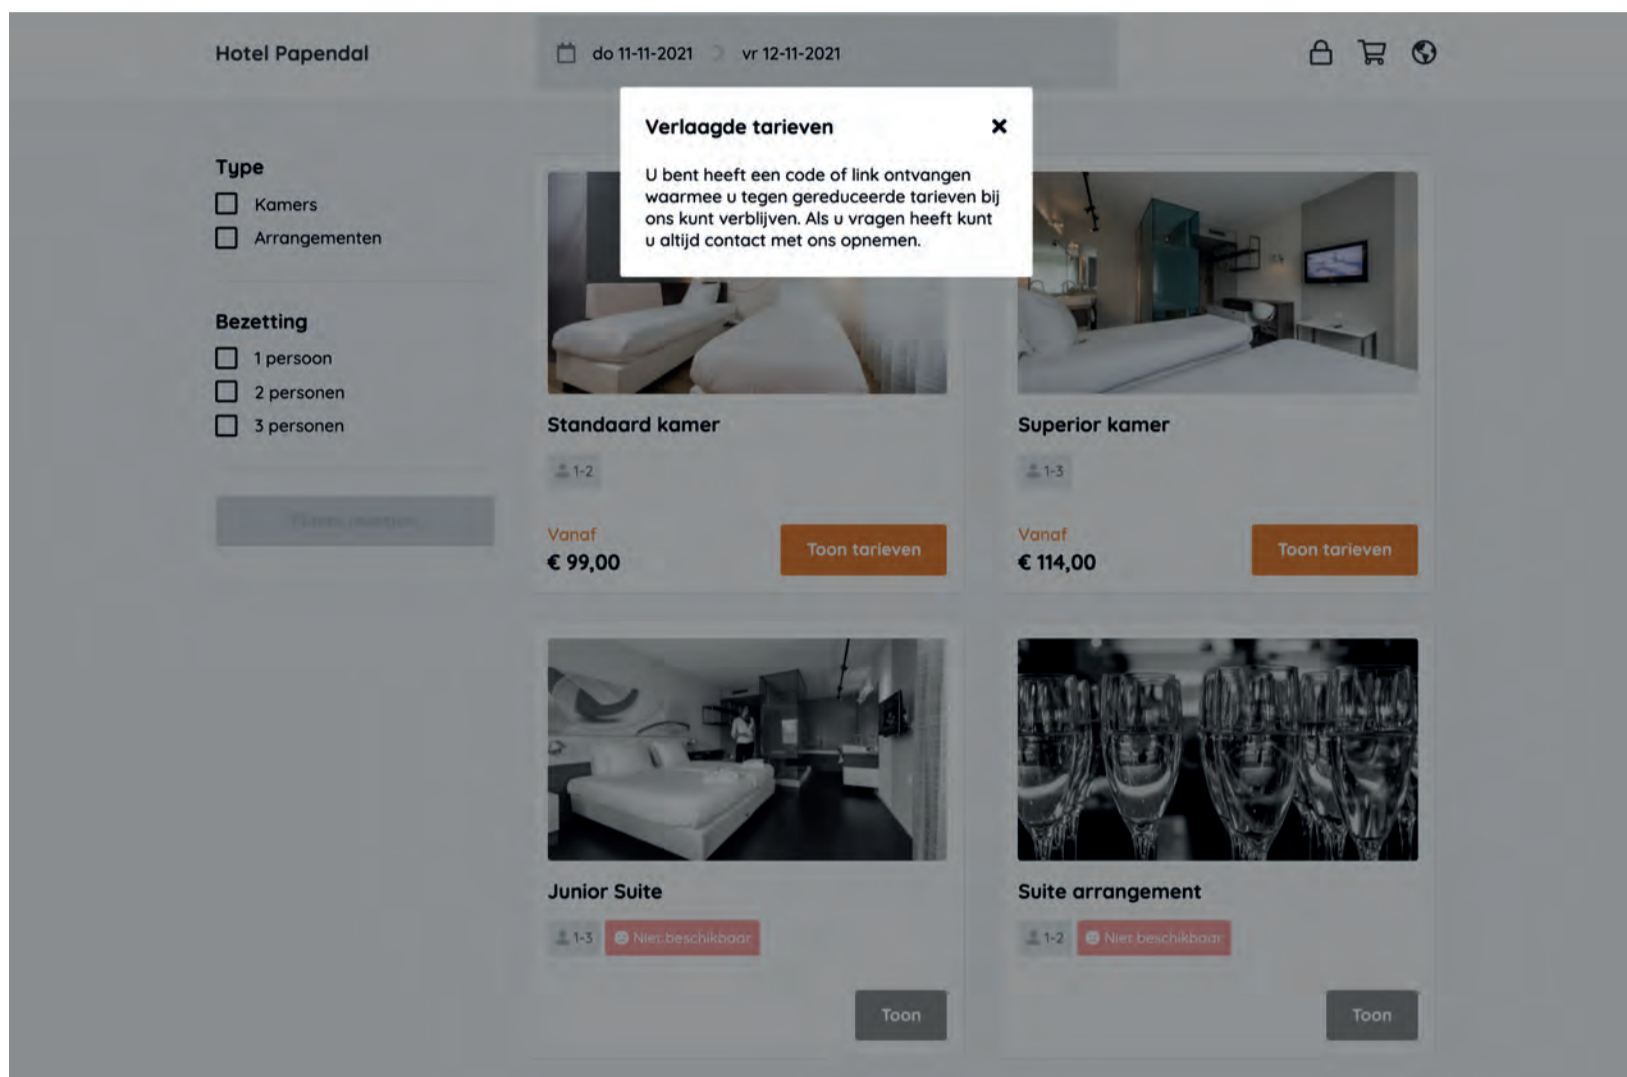 Hotel Papendal
do 11-11-2021 vr 12-11-2021
Verlaagde tarieven
U bent heeft een code of link ontvangen
waarmee u tegen gereduceerde tarieven bij
ons kunt verblijven. Als u vragen heeft kunt
u altijd contact met ons opnemen.
Type
Kamers
Arrangementen
Bezetting
1 persoon
2 personen
3 personen
Standaard kamer
1-2
Vanaf
€ 99,00
Toon tarieven
Superior kamer
1-3
Vanaf
€ 114,00
Toon tarieven
Junior Suite
1-3 Niet beschikbaar
Toon
Suite arrangement
1-2 Niet beschikbaar
Toon